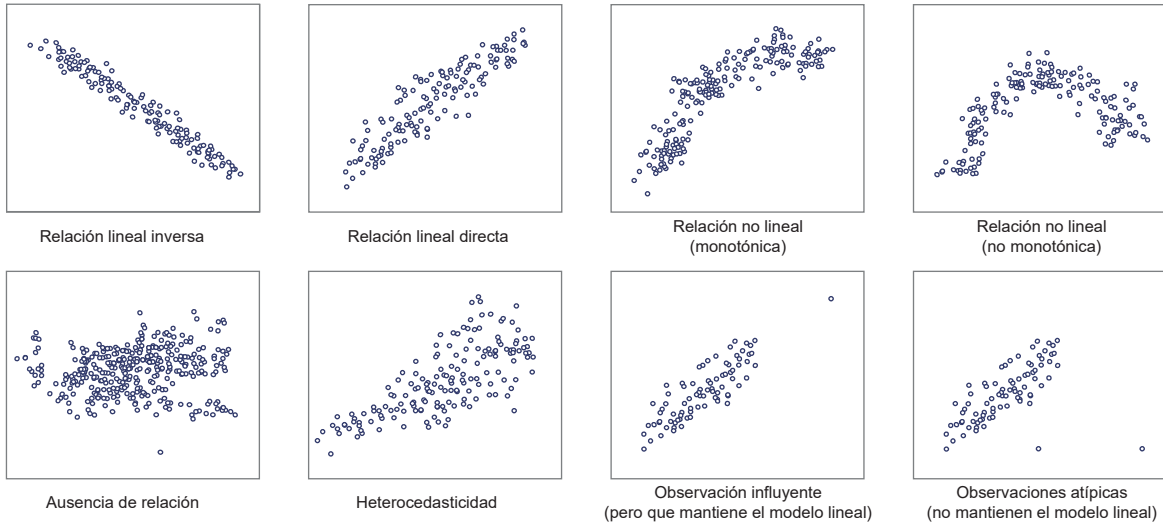 Relación lineal inversa
Relación lineal directa
Relación no lineal
(monotónica)
Relación no lineal
(no monotónica)
Ausencia de relación
Heterocedasticidad
Observación influyente
(pero que mantiene el modelo lineal)
Observaciones atípicas
(no mantienen el modelo lineal)